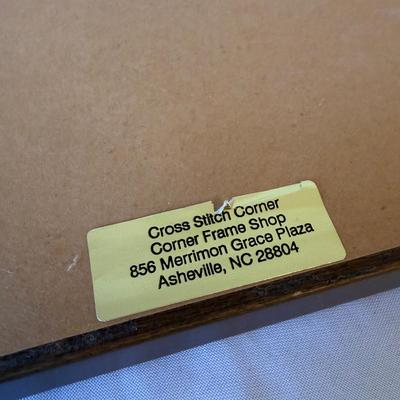 Cross Stitch Corner
Corner Frame Shop
856 Merrimon Grace Plaza
Asheville, NC 28804